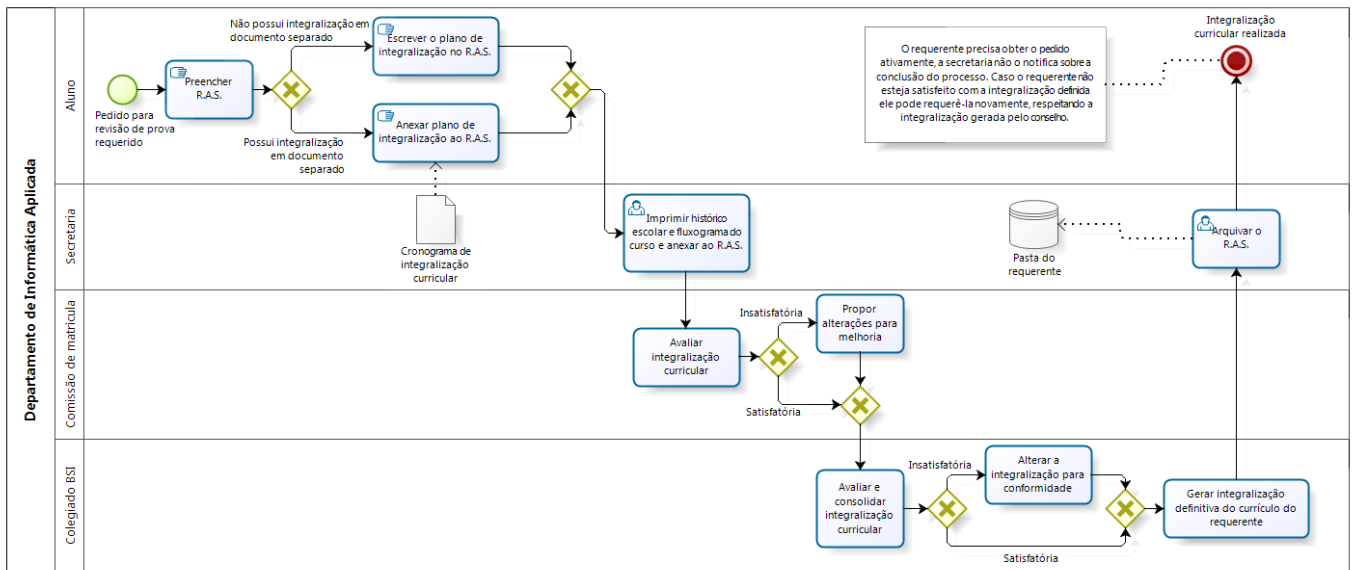 Departamento de Informática Aplicada
Aluno
Pedido para
revisão de prova
requerido
Preencher
R.A.S.
Não possui integralização em
documento separado
Possui integralização
em documento
separado
Escrever o plano de
integralização no R.A.S.
Anexar plano de
integralização ao R.A.S.
O requerente precisa obter o pedido
ativamente, a secretaria não o notifica sobre a
conclusão do processo. Caso o requerente não
esteja satisfeito com a integralização definida
ele pode requerê-la novamente, respeitando a
integralização gerada pelo conselho.
Integralização
curricular realizada
Secretaria
Cronograma de
integralização
curricular
Imprimir histórico
escolar e fluxograma do
curso e anexar ao R.A.S.
Pasta do
requerente
Arquivar o
R.A.S.
Comissão de matrícula
Avaliar
integralização
curricular
Insatisfatória
Satisfatória
Propor
alterações para
melhoria
Colegiado BSI
Avaliar e
consolidar
integralização
curricular
Insatisfatória
Satisfatória
Alterar a
integralização para
conformidade
Gerar integralização
definitiva do currículo do
requerente